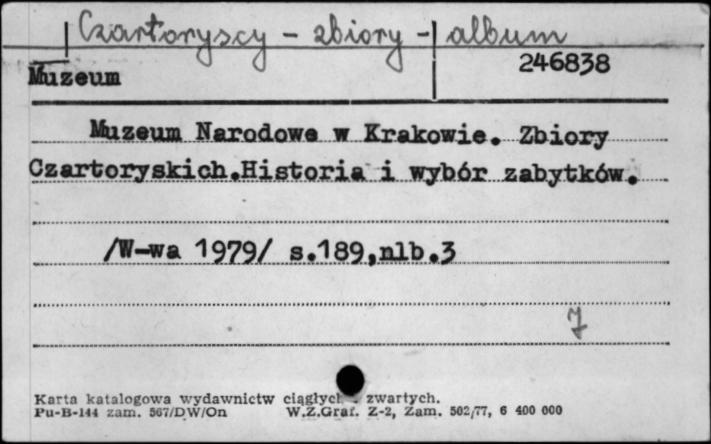 Czartoryscy - zbiory - album
Muzeum 246838
Muzeum Narodowe w Krakowie. Zbiory
Czartoryskich.Historia i wybór zabytków.
/W-wa 1979/ s.189,nlb.3
7
Karta katalogowa wydawnictw ciągłych - zwartych.
Pu-B-144 zam. 567/DW/On W.Z.Graf. Z-2, Zam. 502/77, 6 400 000